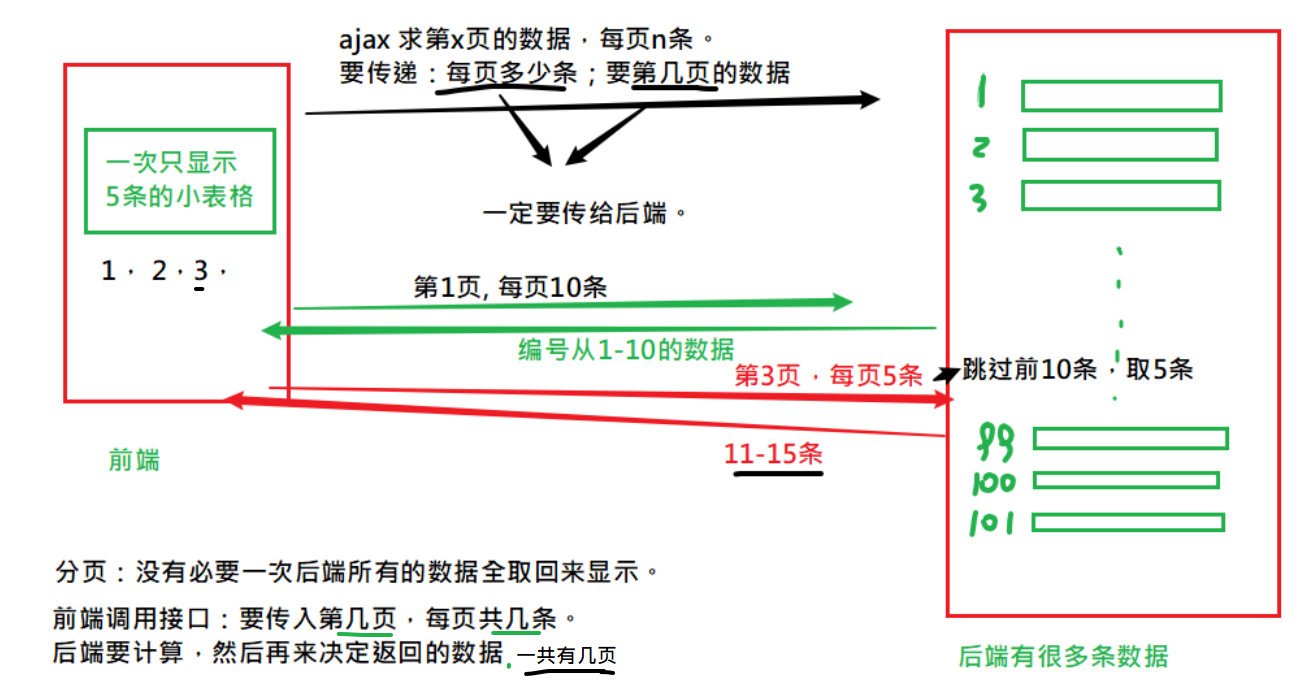 ajax 求第x页的数据，每页n条。
要传递：每页多少条；要第几页的数据
一次只显示
5条的小表格
1， 2，3，
一定要传给后端。
第1页, 每页10条
编号从1-10的数据
第3页，每页5条
跳过前10条，取5条
11-15条
前端
1
2
3
99
100
101
分页：没有必要一次后端所有的数据全取回来显示。
前端调用接口：要传入第几页，每页共几条。
后端要计算，然后再来决定返回的数据 一共有几页
后端有很多条数据